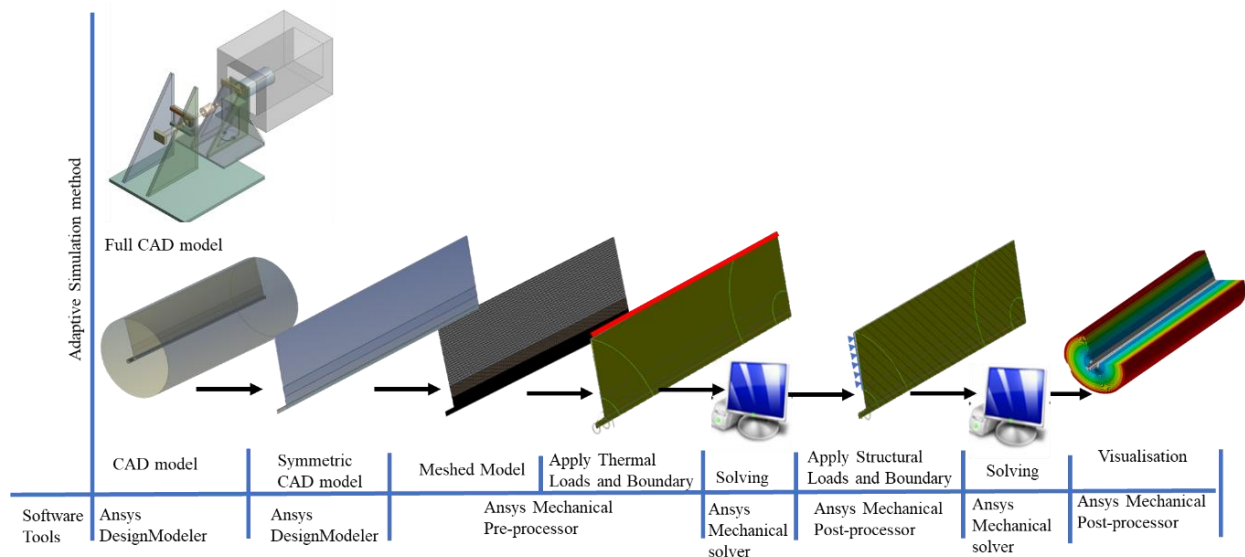 Adaptive Simulation method
Full CAD model
CAD model
Symmetric
CAD model
Meshed Model
Apply Thermal
Loads and Boundary
Solving
Apply Structural
Loads and Boundary
Solving
Visualisation
Software
Tools
Ansys
DesignModeler
Ansys
DesignModeler
Ansys Mechanical
Pre-processor
Ansys
Mechanical
solver
Ansys Mechanical
Post-processor
Ansys
Mechanical
solver
Ansys Mechanical
Post-processor